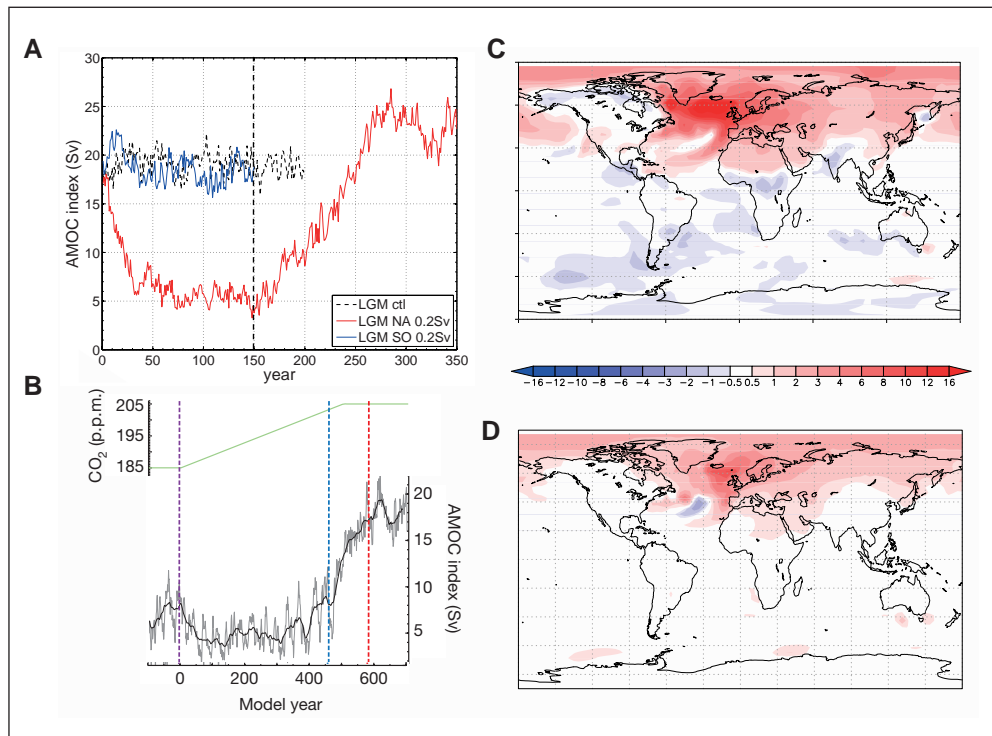 A
AMOC index (Sv)
30
25
20
15
10
5
0
0 50 100 150 200 250 300 350
year
LGM ctl
LGM NA 0.2Sv
LGM SO 0.2Sv
B
CO2 (p.p.m.)
205
195
185
20
15
10
5
AMOC index (Sv)
0 200 400 600
Model year
C
-16 -12 -10 -8 -6 -4 -3 -2 -1 -0.5 0.5 1 2 3 4 6 8 10 12 16
D